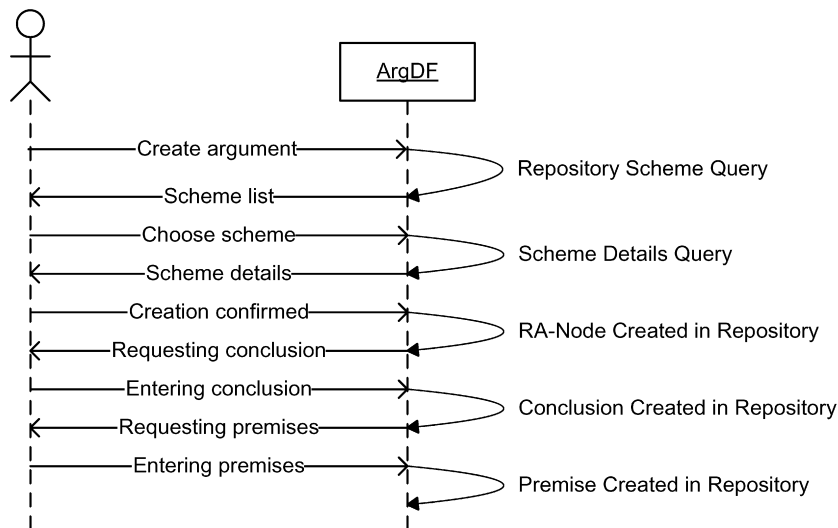 ArgDF
Create argument
Repository Scheme Query
Scheme list
Choose scheme
Scheme Details Query
Scheme details
Creation confirmed
RA-Node Created in Repository
Requesting conclusion
Entering conclusion
Conclusion Created in Repository
Requesting premises
Entering premises
Premise Created in Repository